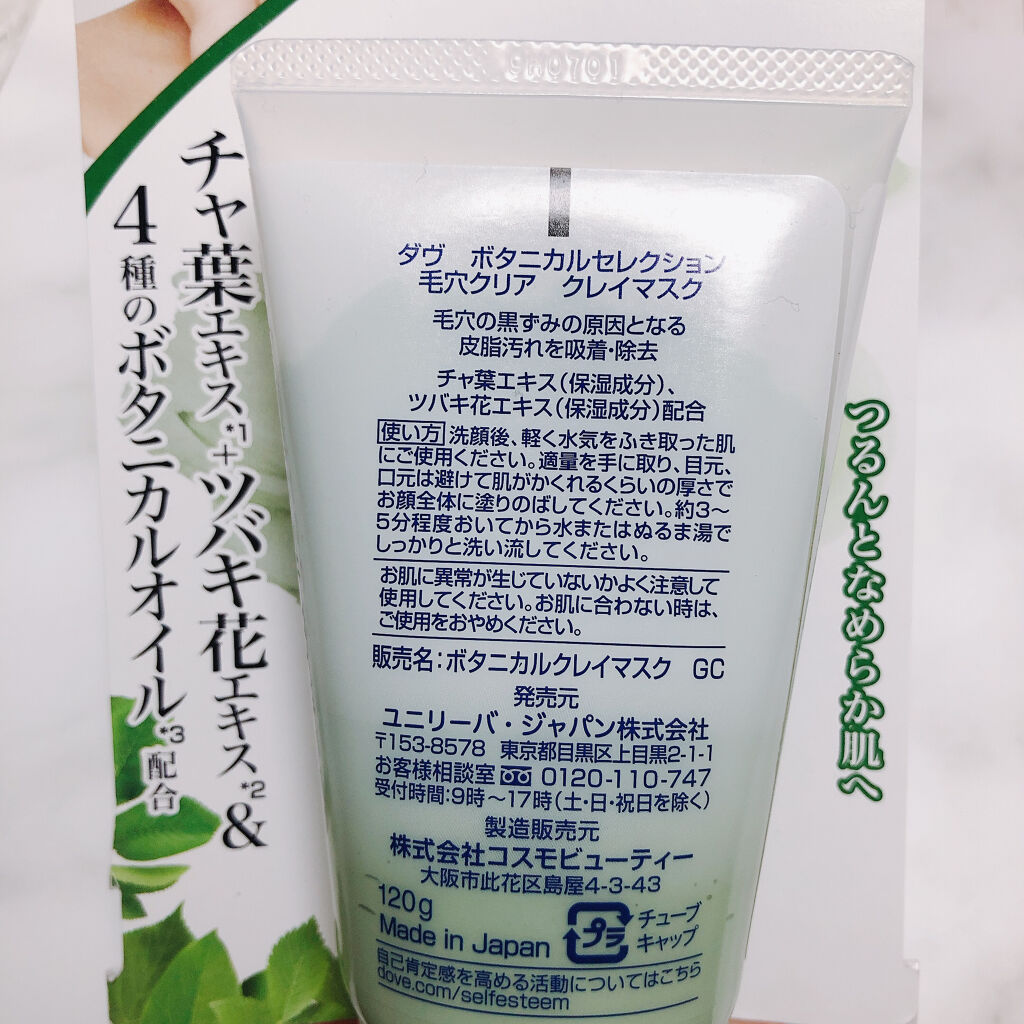 チャ葉エキス*1+ツバキ花エキス*2&
4種のボタニカルオイル*3配合
ダヴ ボタニカルセレクション
毛穴クリア クレイマスク
毛穴の黒ずみの原因となる
皮脂汚れを吸着・除去
チャ葉エキス(保湿成分)、
ツバキ花エキス(保湿成分)配合
使い方 洗顔後、軽く水気をふき取った肌
にご使用ください。適量を手に取り、目元、
口元は避けて肌がかくれるくらいの厚さで
お顔全体に塗りのばしてください。約3〜
5分程度おいてから水またはぬるま湯で
しっかりと洗い流してください。
お肌に異常が生じていないかよく注意して
使用してください。お肌に合わない時は、
ご使用をおやめください。
販売名:ボタニカルクレイマスク GC
発売元
ユニリーバ・ジャパン株式会社
〒153-8578 東京都目黒区上目黒2-1-1
お客様相談室 0120-110-747
受付時間:9時〜17時(土・日・祝日を除く)
製造販売元
株式会社コスモビューティー
大阪市此花区島屋4-3-43
120g
Made in Japan
プラ
チューブ
キャップ
自己肯定感を高める活動についてはこちら
dove.com/selfesteem
つるんとなめらか肌へ